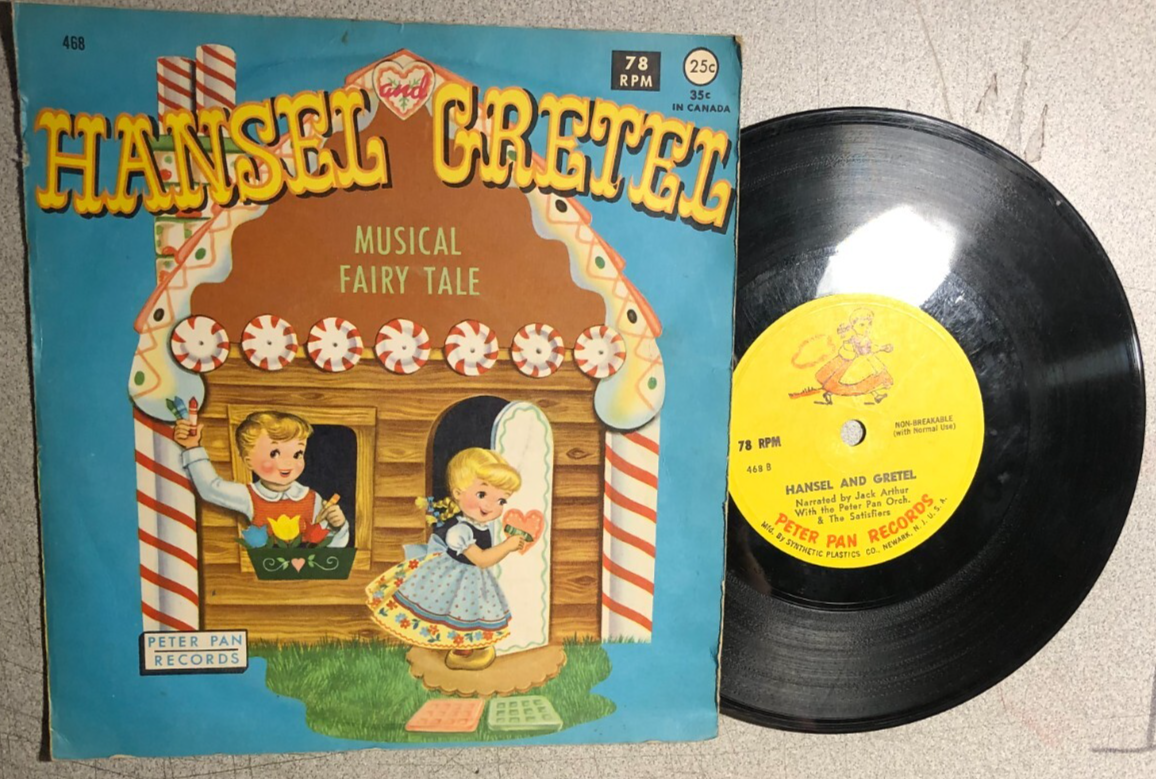 468
78
RPM
25c
35c
IN CANADA
HANSEL and GRETEL
MUSICAL
FAIRY TALE
PETER PAN
RECORDS
NON-BREAKABLE
(with Normal Use)
78 RPM
468 B
HANSEL AND GRETEL
Narrated by Jack Arthur
With the Peter Pan Orch.
& The Satisfiers
PETER PAN RECORDS
Mfd. By SYNTHETIC PLASTICS CO., NEWARK, N. J. U. S. A.